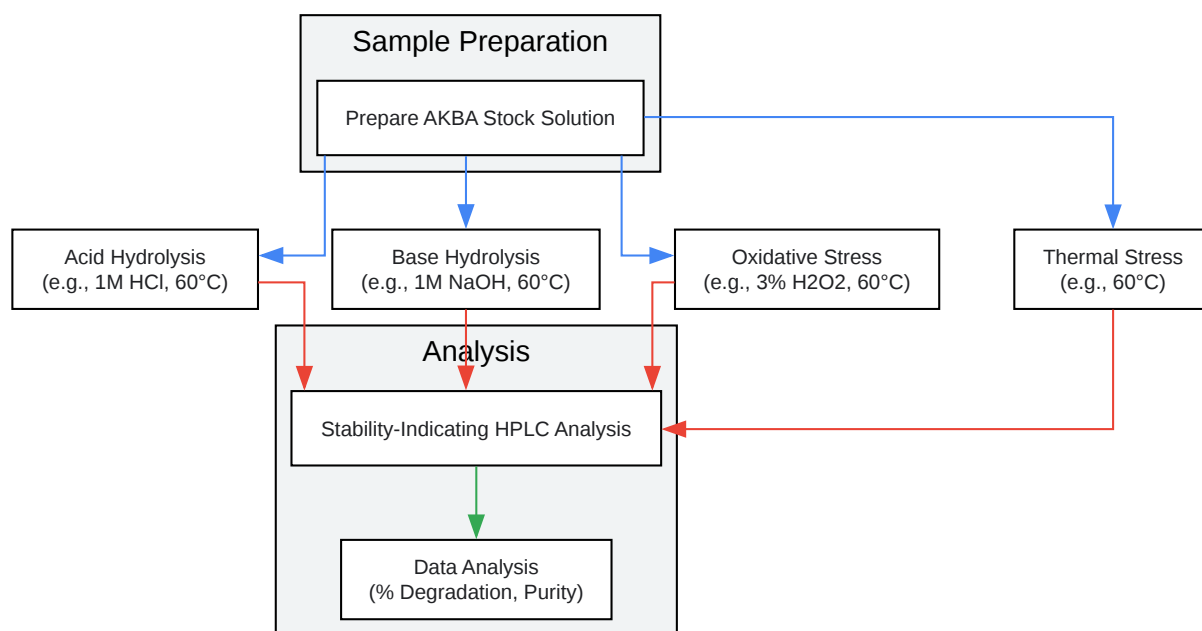 Sample Preparation
Prepare AKBA Stock Solution
Acid Hydrolysis
(e.g., 1M HCl, 60°C)
Base Hydrolysis
(e.g., 1M NaOH, 60°C)
Oxidative Stress
(e.g., 3% H2O2, 60°C)
Thermal Stress
(e.g., 60°C)
Analysis
Stability-Indicating HPLC Analysis
Data Analysis
(% Degradation, Purity)